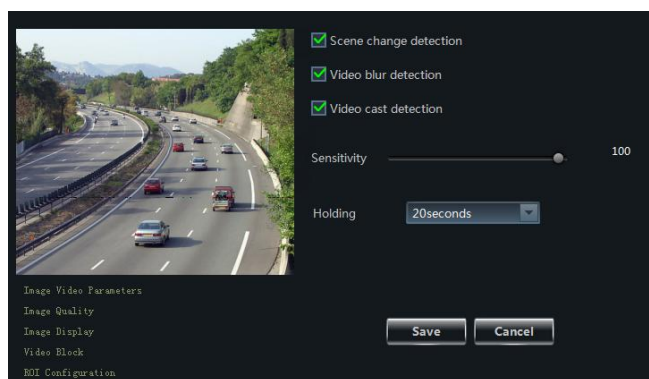 Scene change detection
Video blur detection
Video cast detection
Sensitivity 100
Holding 20seconds
Image Video Parameters
Image Quality
Image Display
Video Block
ROI Configuration
Save Cancel